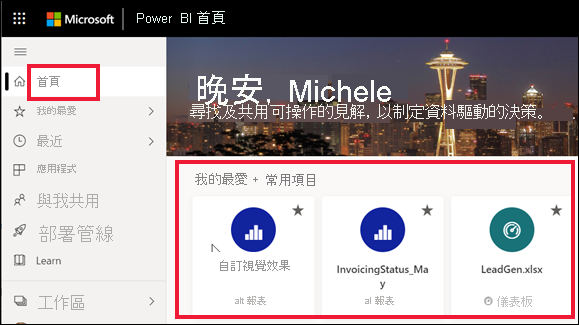 Microsoft Power BI 首頁
首頁
我的最愛
最近
應用程式
與我共用
部署管線
Learn
工作區
晚安, Michele
尋找及共用可操作的見解, 以制定資料驅動的決策。
我的最愛 + 常用項目
自訂視覺效果
alt 報表
InvoicingStatus_Ma
y
al 報表
LeadGen.xlsx
儀表板